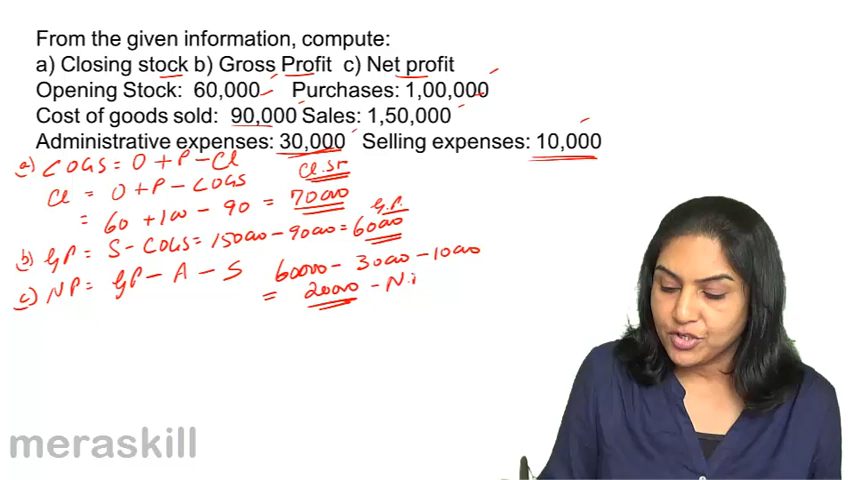 From the given information, compute:
a) Closing stock b) Gross Profit c) Net profit
Opening Stock: 60,000 Purchases: 1,00,000
Cost of goods sold: 90,000 Sales: 1,50,000
Administrative expenses: 30,000 Selling expenses: 10,000
a) COGS = O + P - Cl
Cl = O + P - COGS
Cl. St
= 60 + 100 - 90 = 70000
G.P.
b) GP = S - COGS = 150000 - 90000 = 60000
c) NP = GP - A - S 60000 - 30000 - 10000
= 20000 - N.
meraskill